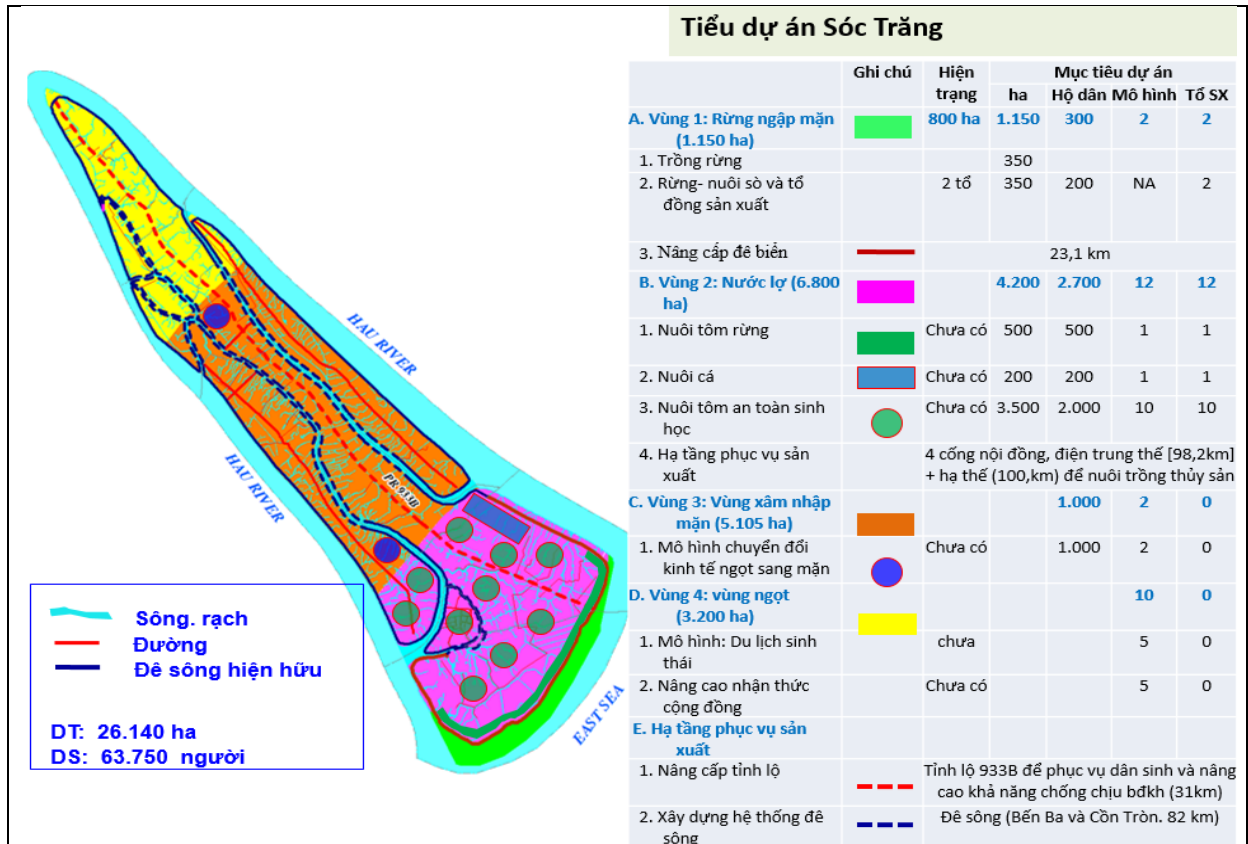 Tiểu dự án Sóc Trăng
Ghi chú
Hiện trạng
Mục tiêu dự án
ha
Hộ dân
Mô hình
Tổ SX
A. Vùng 1: Rừng ngập mặn (1.150 ha)
800 ha
1.150
300
2
2
1. Trồng rừng
350
2. Rừng- nuôi sò và tổ đồng sản xuất
2 tổ
350
200
NA
2
3. Nâng cấp đê biển
23,1 km
B. Vùng 2: Nước lợ (6.800 ha)
4.200
2.700
12
12
1. Nuôi tôm rừng
Chưa có
500
500
1
1
2. Nuôi cá
Chưa có
200
200
1
1
3. Nuôi tôm an toàn sinh học
Chưa có
3.500
2.000
10
10
4. Hạ tầng phục vụ sản xuất
4 cống nội đồng, điện trung thế [98,2km]
+ hạ thế (100,km) để nuôi trồng thủy sản
C. Vùng 3: Vùng xâm nhập mặn (5.105 ha)
1.000
2
0
1. Mô hình chuyển đổi kinh tế ngọt sang mặn
Chưa có
1.000
2
0
D. Vùng 4: vùng ngọt (3.200 ha)
10
0
1. Mô hình: Du lịch sinh thái
chưa
5
0
2. Nâng cao nhận thức cộng đồng
Chưa có
5
0
E. Hạ tầng phục vụ sản xuất
1. Nâng cấp tỉnh lộ
Tỉnh lộ 933B để phục vụ dân sinh và nâng
cao khả năng chống chịu bđkh (31km)
2. Xây dựng hệ thống đê sông
Đê sông (Bến Ba và Cồn Tròn. 82 km)
HAU RIVER
HAU RIVER
PR-933B
EAST SEA
Sông. rạch
Đường
Đê sông hiện hữu
DT: 26.140 ha
DS: 63.750 người